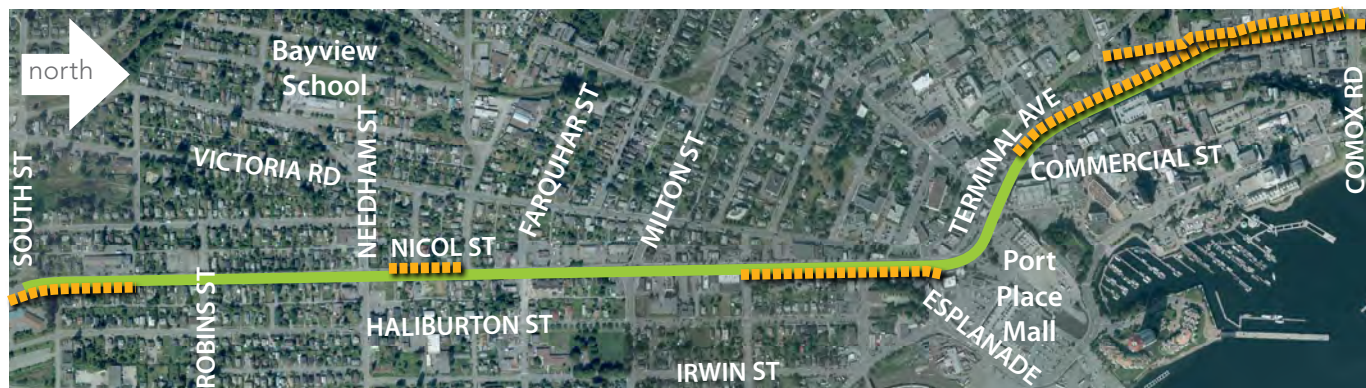 north
Bayview
School
SOUTH ST
VICTORIA RD
ROBINS ST
NEEDHAM ST
NICOL ST
HALIBURTON ST
FARQUHAR ST
MILTON ST
IRWIN ST
TERMINAL AVE
COMMERCIAL ST
COMOX RD
Port
Place
Mall
ESPLANADE